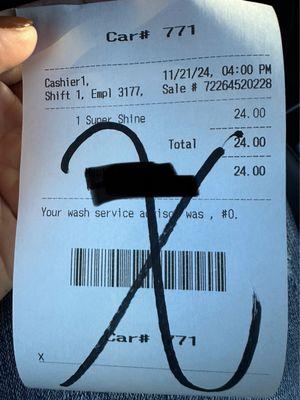 Car# 771
Cashier1, 11/21/24, 04:00 PM
Shift 1, Empl 3177, Sale # 72264520228
1 Super Shine 24.00
Total 24.00
24.00
Your wash service advisor was , #0.
Car# 771
X